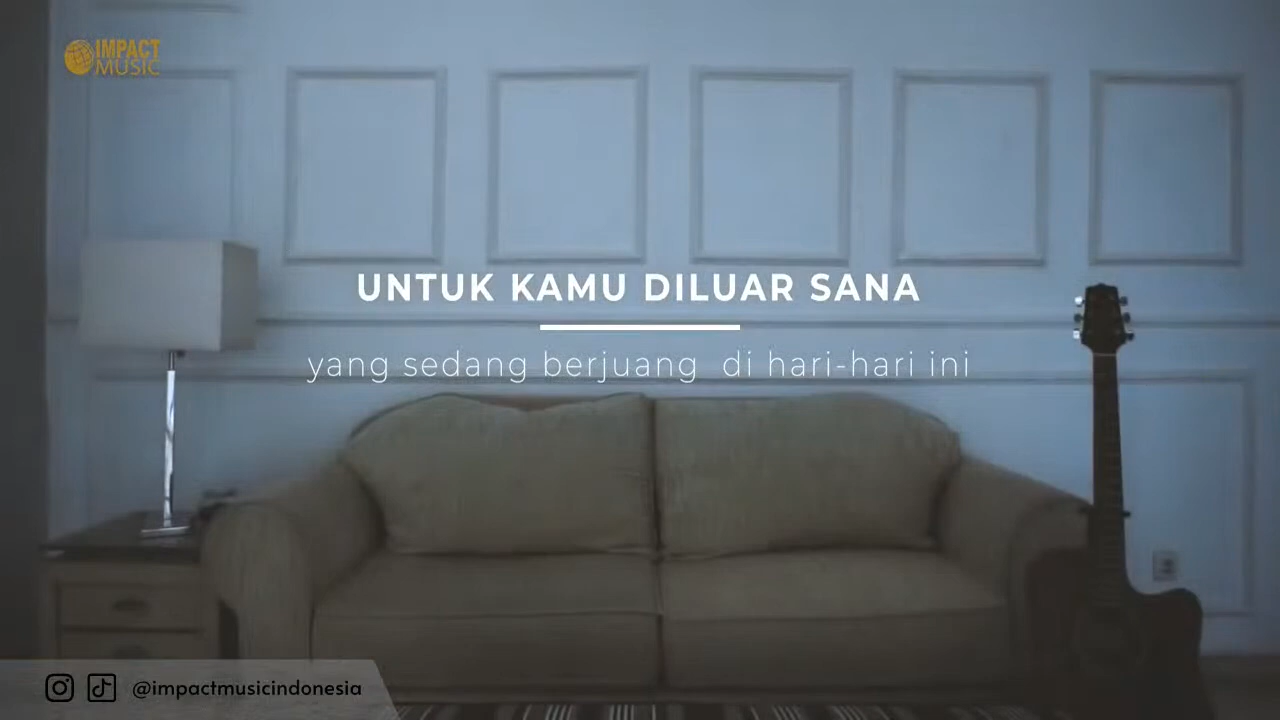 IMPACT
MUSIC
UNTUK KAMU DILUAR SANA
yang sedang berjuang di hari-hari ini
@impactmusicindonesia